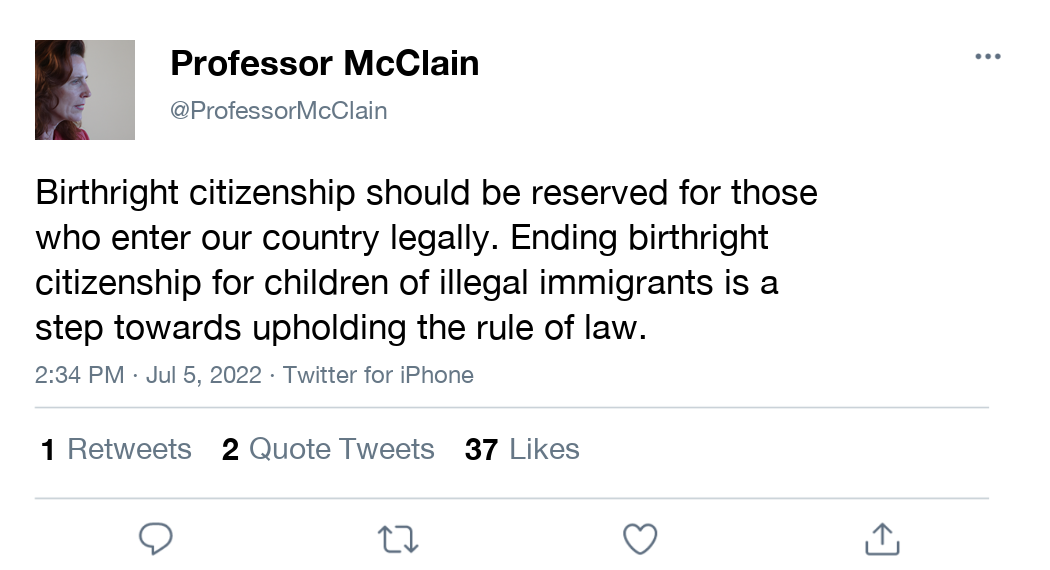 Professor McClain
@ProfessorMcClain
Birthright citizenship should be reserved for those
who enter our country legally. Ending birthright
citizenship for children of illegal immigrants is a
step towards upholding the rule of law.
2:34 PM · Jul 5, 2022 · Twitter for iPhone
1 Retweets 2 Quote Tweets 37 Likes